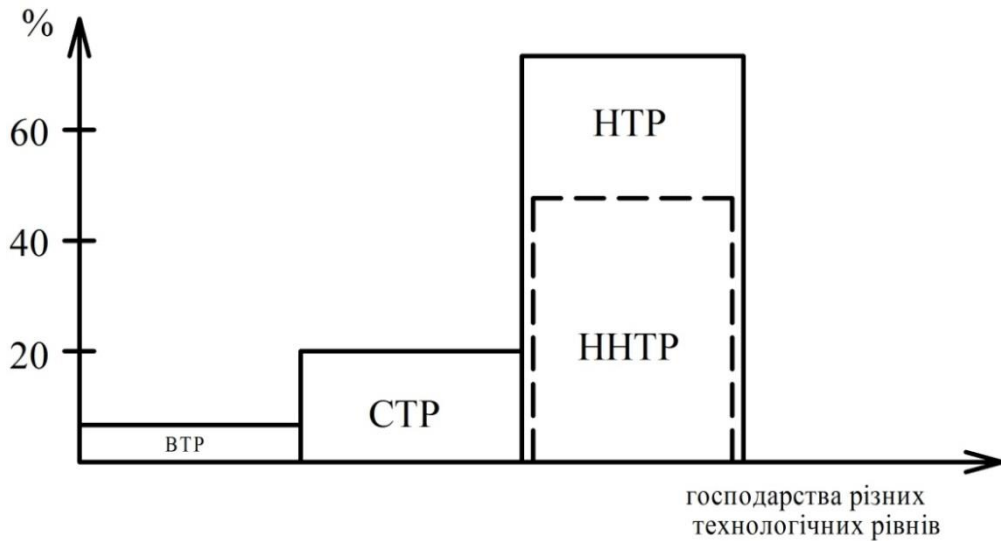 %
60
40
20
НТР
ННТР
СТР
ВТР
господарства різних
технологічних рівнів